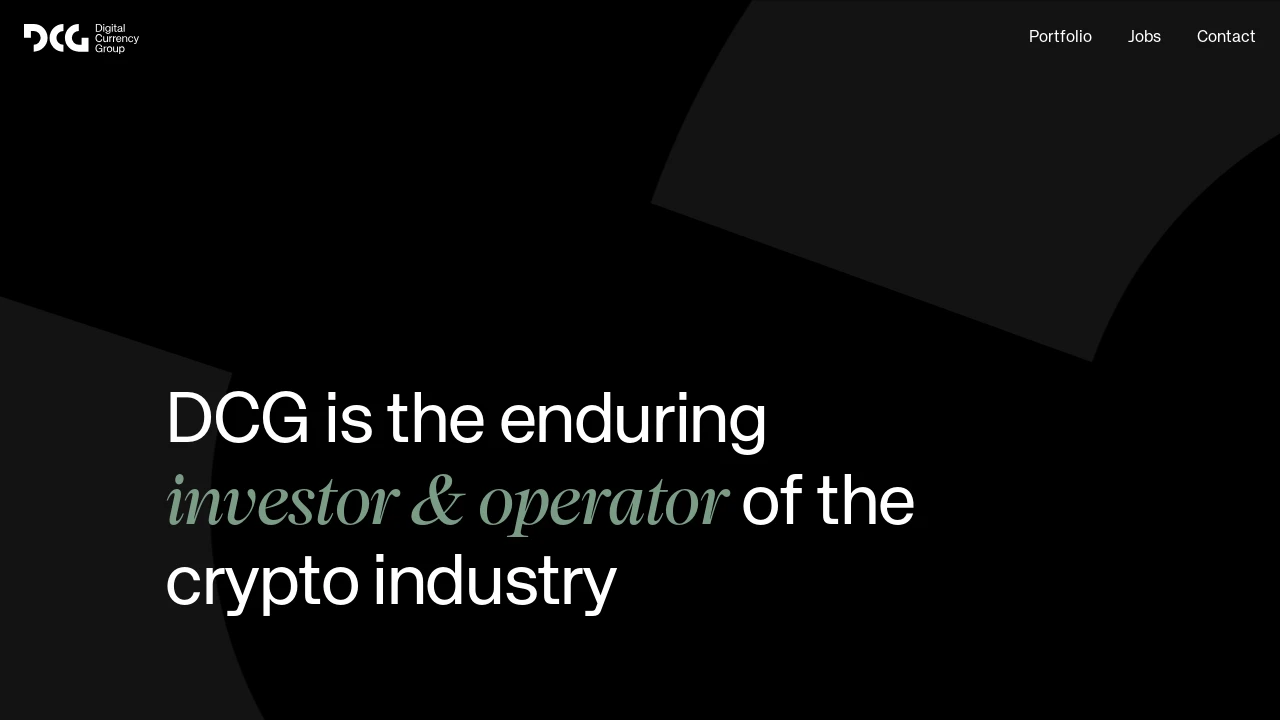 DCG
Digital
Currency
Group
Portfolio
Jobs
Contact
DCG is the enduring
investor & operator of the
crypto industry